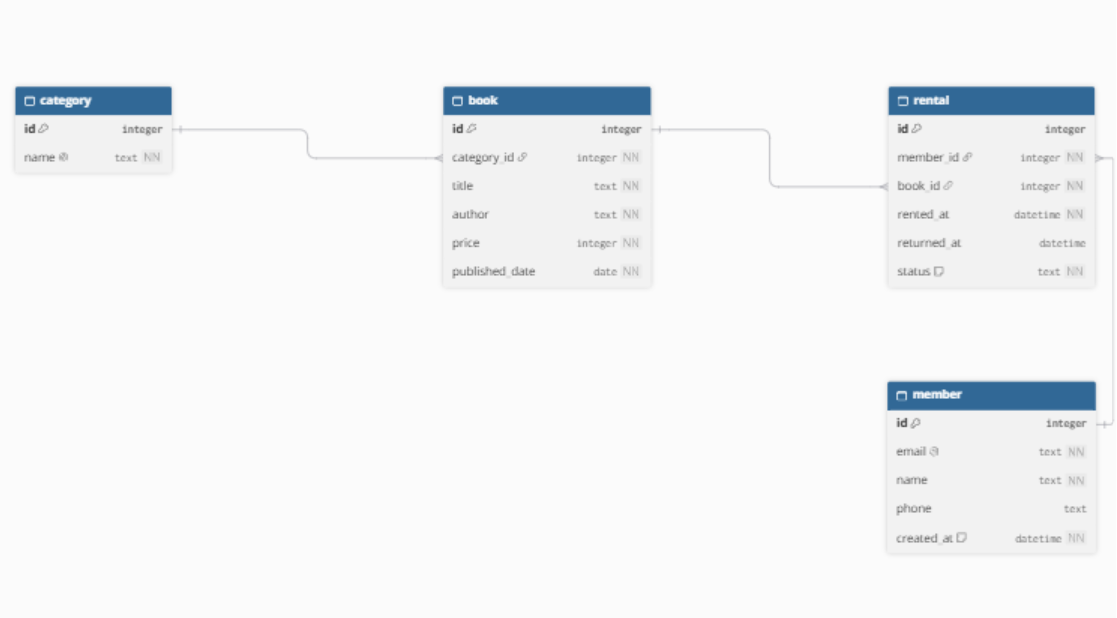 category
id integer
name text NN
book
id integer
category_id integer NN
title text NN
author text NN
price integer NN
published_date date NN
rental
id integer
member_id integer NN
book_id integer NN
rented_at datetime NN
returned_at datetime
status text NN
member
id integer
email text NN
name text NN
phone text
created_at datetime NN